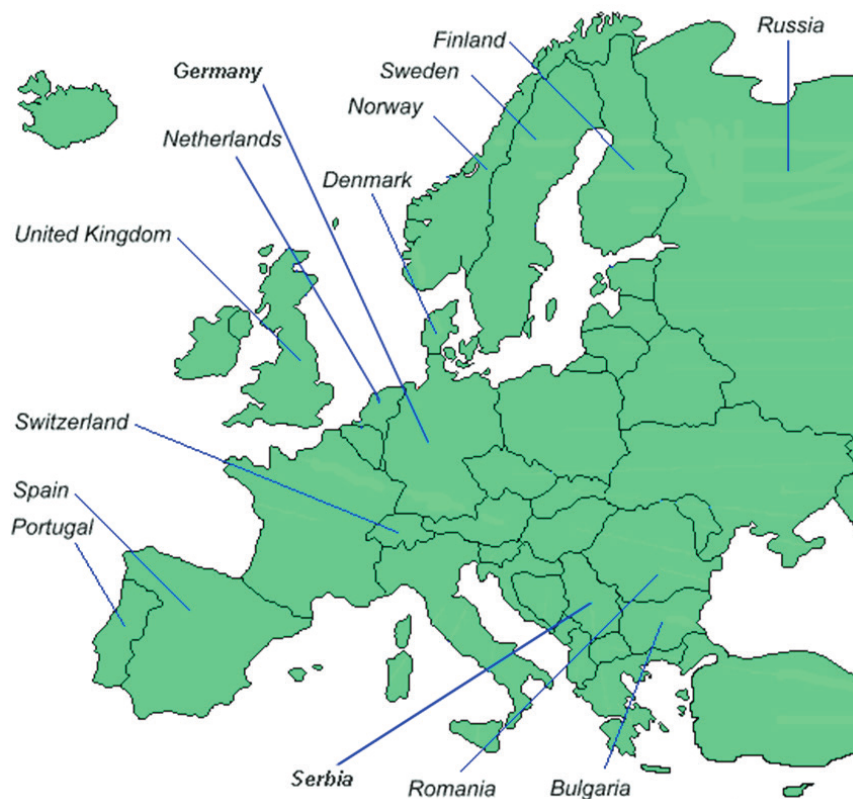 Finland
Russia
Germany
Sweden
Norway
Netherlands
Denmark
United Kingdom
Switzerland
Spain
Portugal
Serbia
Romania
Bulgaria